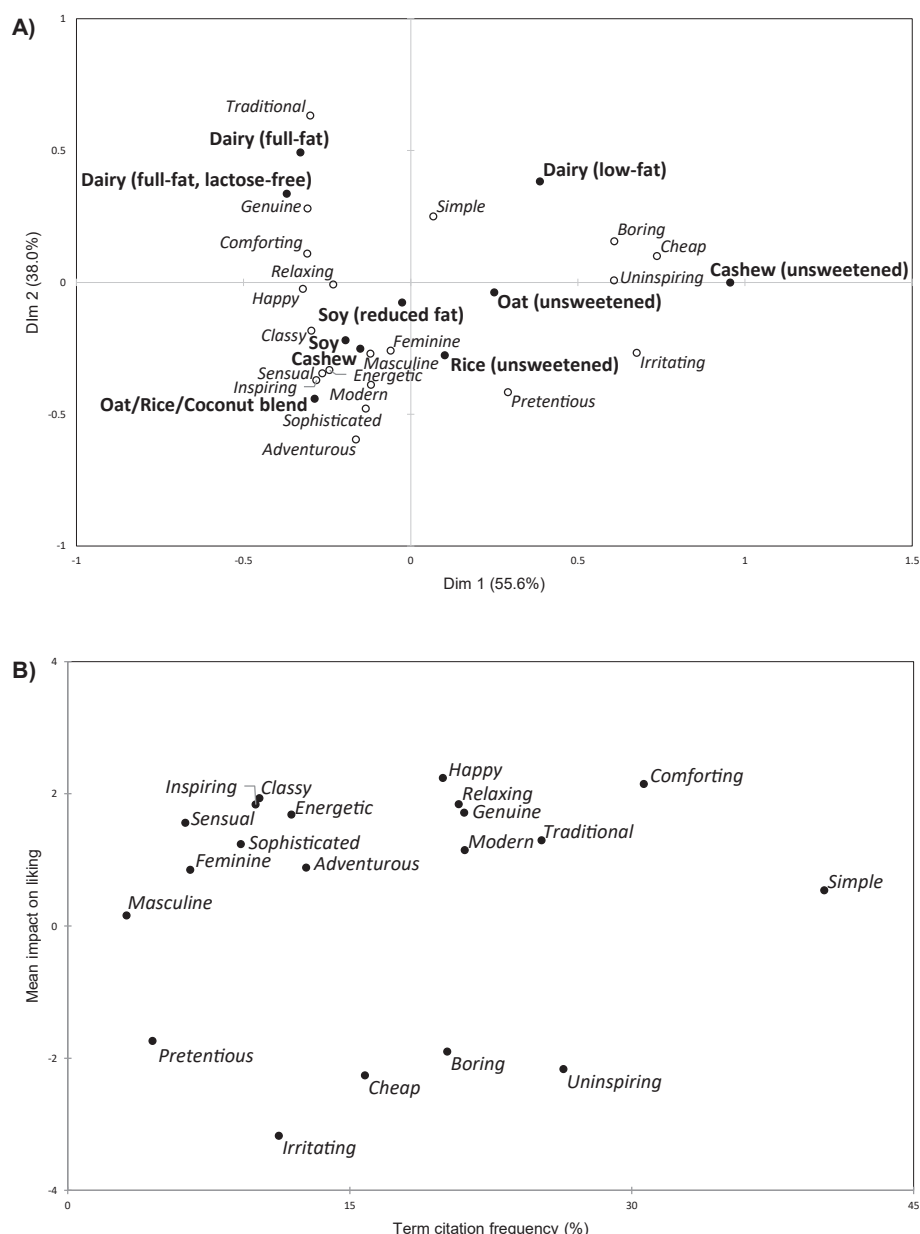 A)
1
Traditional
Dairy (full-fat)
0.5
Dairy (full-fat, lactose-free)
Dairy (low-fat)
Genuine
Simple
Comforting
Boring
Cheap
Relaxing
Uninspiring
Cashew (unsweetened)
0
Happy
Oat (unsweetened)
Soy (reduced fat)
Classy
Soy
Feminine
Cashew
Masculine
Rice (unsweetened)
Irritating
Sensual
Energetic
Inspiring
Modern
Oat/Rice/Coconut blend
Pretentious
Sophisticated
-0.5
Adventurous
-1
-1
-0.5
0
0.5
1
1.5
DIm 2 (38.0%)
Dim 1 (55.6%)
B)
4
Happy
Comforting
Inspiring
Classy
Relaxing
2
Sensual
Energetic
Genuine
Sophisticated
Modern
Traditional
Feminine
Adventurous
Simple
Masculine
0
Pretentious
-2
Boring
Cheap
Uninspiring
Irritating
-4
0
15
30
45
Mean impact on liking
Term citation frequency (%)